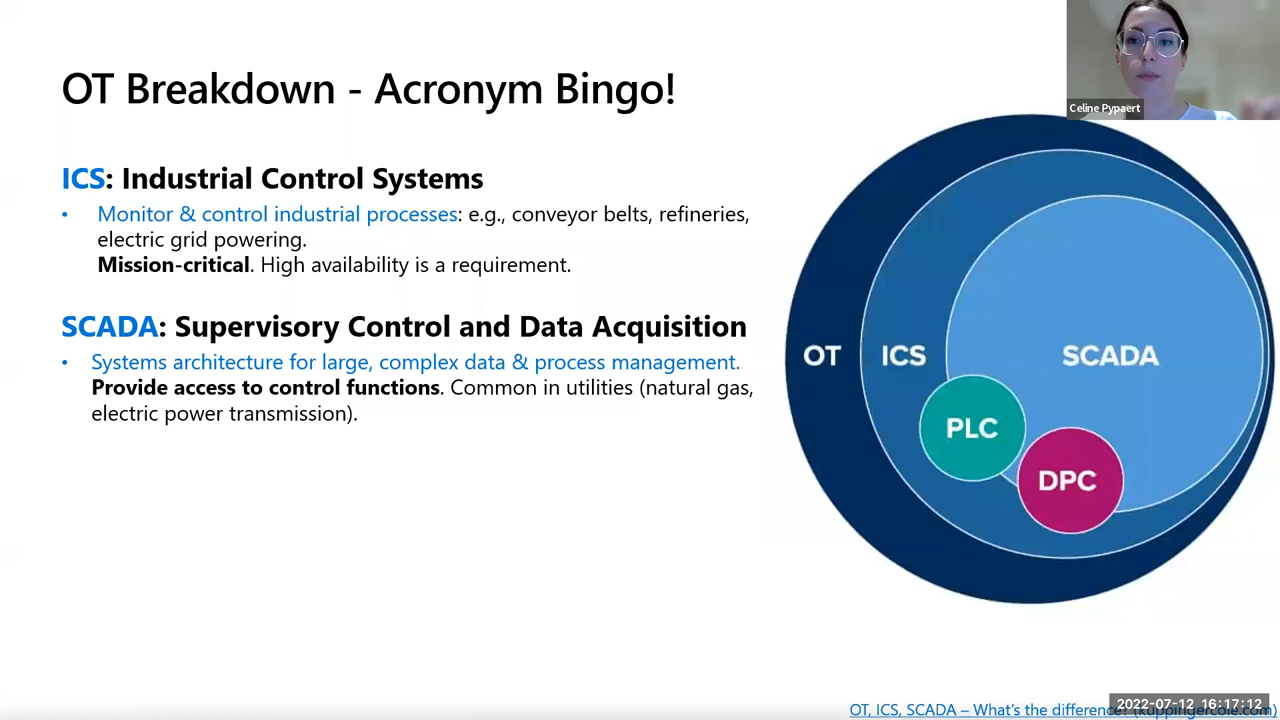 OT Breakdown - Acronym Bingo!
Celine Pypaert
ICS: Industrial Control Systems
• Monitor & control industrial processes: e.g., conveyor belts, refineries,
electric grid powering.
Mission-critical. High availability is a requirement.
SCADA: Supervisory Control and Data Acquisition
• Systems architecture for large, complex data & process management.
Provide access to control functions. Common in utilities (natural gas,
electric power transmission).
OT
ICS
SCADA
PLC
DPC
OT, ICS, SCADA – What's the difference? (kuppingercole.com)
2022-07-12 16:17:12